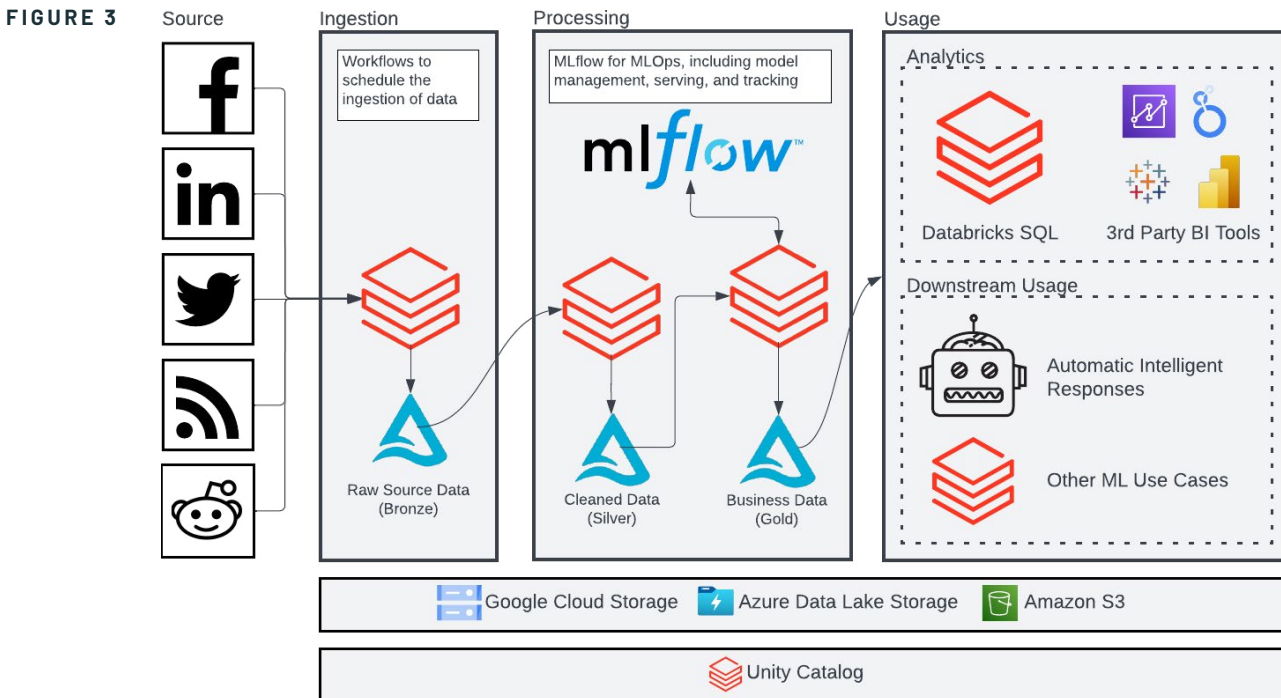 FIGURE 3
Source
Ingestion
Processing
Usage
Workflows to
schedule the
ingestion of data
MLflow for MLOps, including model
management, serving, and tracking
mlflow™
Analytics
Databricks SQL
3rd Party BI Tools
Downstream Usage
Automatic Intelligent
Responses
Other ML Use Cases
f
in
Raw Source Data
(Bronze)
Cleaned Data
(Silver)
Business Data
(Gold)
Google Cloud Storage
Azure Data Lake Storage
Amazon S3
Unity Catalog